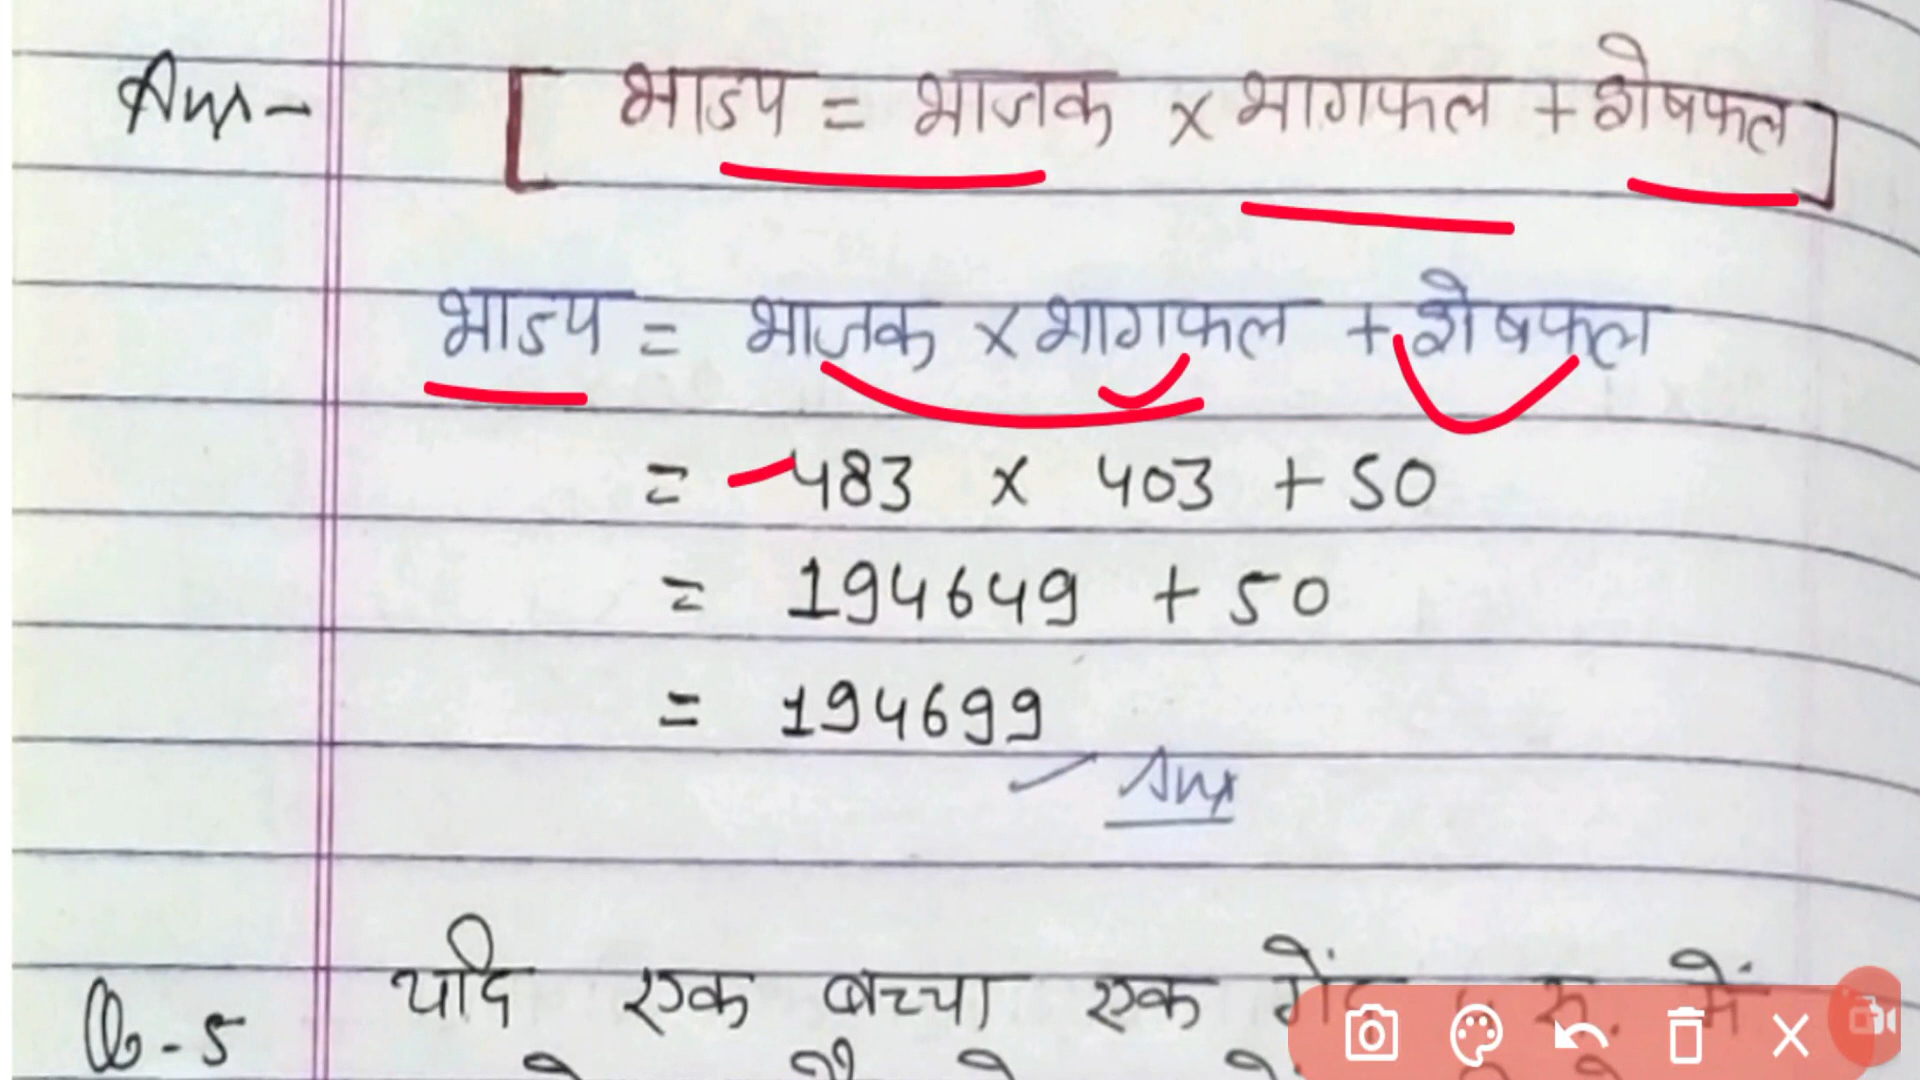 Ans- [भाज्य = भाजक × भागफल + शेषफल]
भाज्य = भाजक × भागफल + शेषफल
= 483 × 403 + 50
= 194649 + 50
= 194699
Ans
Q-5 यदि एक बच्चा एक गेंद रु. में